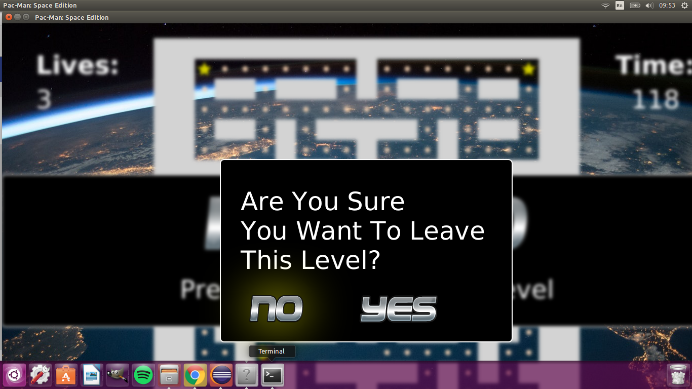 Pac-Man: Space Edition
09:53
Pac-Man: Space Edition
Lives:
3
Time:
118
Are You Sure
You Want To Leave
This Level?
NO YES
Terminal